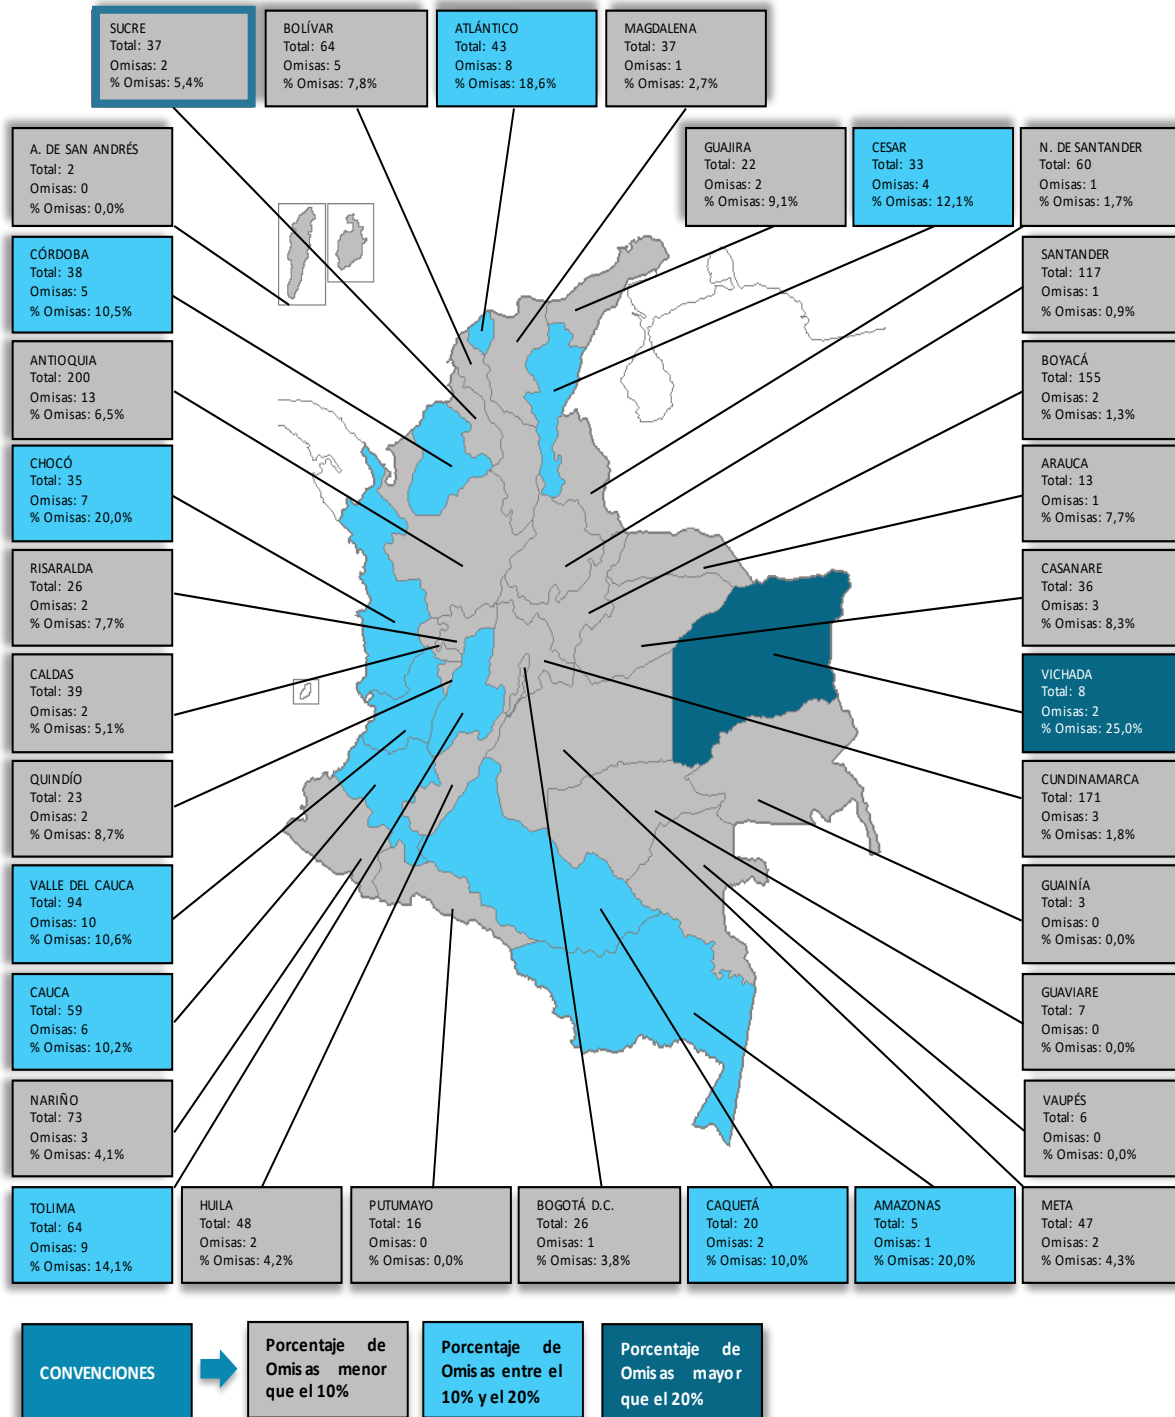 SUCRE
Total: 37
Omisas: 2
% Omisas: 5,4%
BOLÍVAR
Total: 64
Omisas: 5
% Omisas: 7,8%
ATLÁNTICO
Total: 43
Omisas: 8
% Omisas: 18,6%
MAGDALENA
Total: 37
Omisas: 1
% Omisas: 2,7%
A. DE SAN ANDRÉS
Total: 2
Omisas: 0
% Omisas: 0,0%
GUAJIRA
Total: 22
Omisas: 2
% Omisas: 9,1%
CESAR
Total: 33
Omisas: 4
% Omisas: 12,1%
N. DE SANTANDER
Total: 60
Omisas: 1
% Omisas: 1,7%
CÓRDOBA
Total: 38
Omisas: 5
% Omisas: 10,5%
SANTANDER
Total: 117
Omisas: 1
% Omisas: 0,9%
ANTIOQUIA
Total: 200
Omisas: 13
% Omisas: 6,5%
BOYACÁ
Total: 155
Omisas: 2
% Omisas: 1,3%
CHOCÓ
Total: 35
Omisas: 7
% Omisas: 20,0%
ARAUCA
Total: 13
Omisas: 1
% Omisas: 7,7%
RISARALDA
Total: 26
Omisas: 2
% Omisas: 7,7%
CASANARE
Total: 36
Omisas: 3
% Omisas: 8,3%
CALDAS
Total: 39
Omisas: 2
% Omisas: 5,1%
VICHADA
Total: 8
Omisas: 2
% Omisas: 25,0%
QUINDÍO
Total: 23
Omisas: 2
% Omisas: 8,7%
CUNDINAMARCA
Total: 171
Omisas: 3
% Omisas: 1,8%
VALLE DEL CAUCA
Total: 94
Omisas: 10
% Omisas: 10,6%
GUAINÍA
Total: 3
Omisas: 0
% Omisas: 0,0%
CAUCA
Total: 59
Omisas: 6
% Omisas: 10,2%
GUAVIARE
Total: 7
Omisas: 0
% Omisas: 0,0%
NARIÑO
Total: 73
Omisas: 3
% Omisas: 4,1%
VAUPÉS
Total: 6
Omisas: 0
% Omisas: 0,0%
TOLIMA
Total: 64
Omisas: 9
% Omisas: 14,1%
HUILA
Total: 48
Omisas: 2
% Omisas: 4,2%
PUTUMAYO
Total: 16
Omisas: 0
% Omisas: 0,0%
BOGOTÁ D.C.
Total: 26
Omisas: 1
% Omisas: 3,8%
CAQUETÁ
Total: 20
Omisas: 2
% Omisas: 10,0%
AMAZONAS
Total: 5
Omisas: 1
% Omisas: 20,0%
META
Total: 47
Omisas: 2
% Omisas: 4,3%
CONVENCIONES
Porcentaje de
Omisas menor
que el 10%
Porcentaje de
Omisas entre el
10% y el 20%
Porcentaje de
Omisas mayor
que el 20%